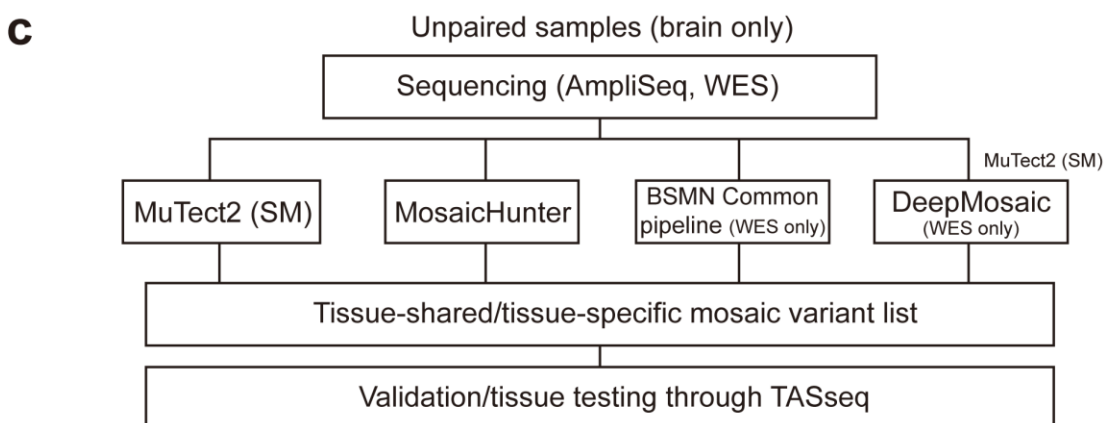 c
Unpaired samples (brain only)
Sequencing (AmpliSeq, WES)
MuTect2 (SM)
MuTect2 (SM)
MosaicHunter
BSMN Common
pipeline (WES only)
DeepMosaic
(WES only)
Tissue-shared/tissue-specific mosaic variant list
Validation/tissue testing through TASseq